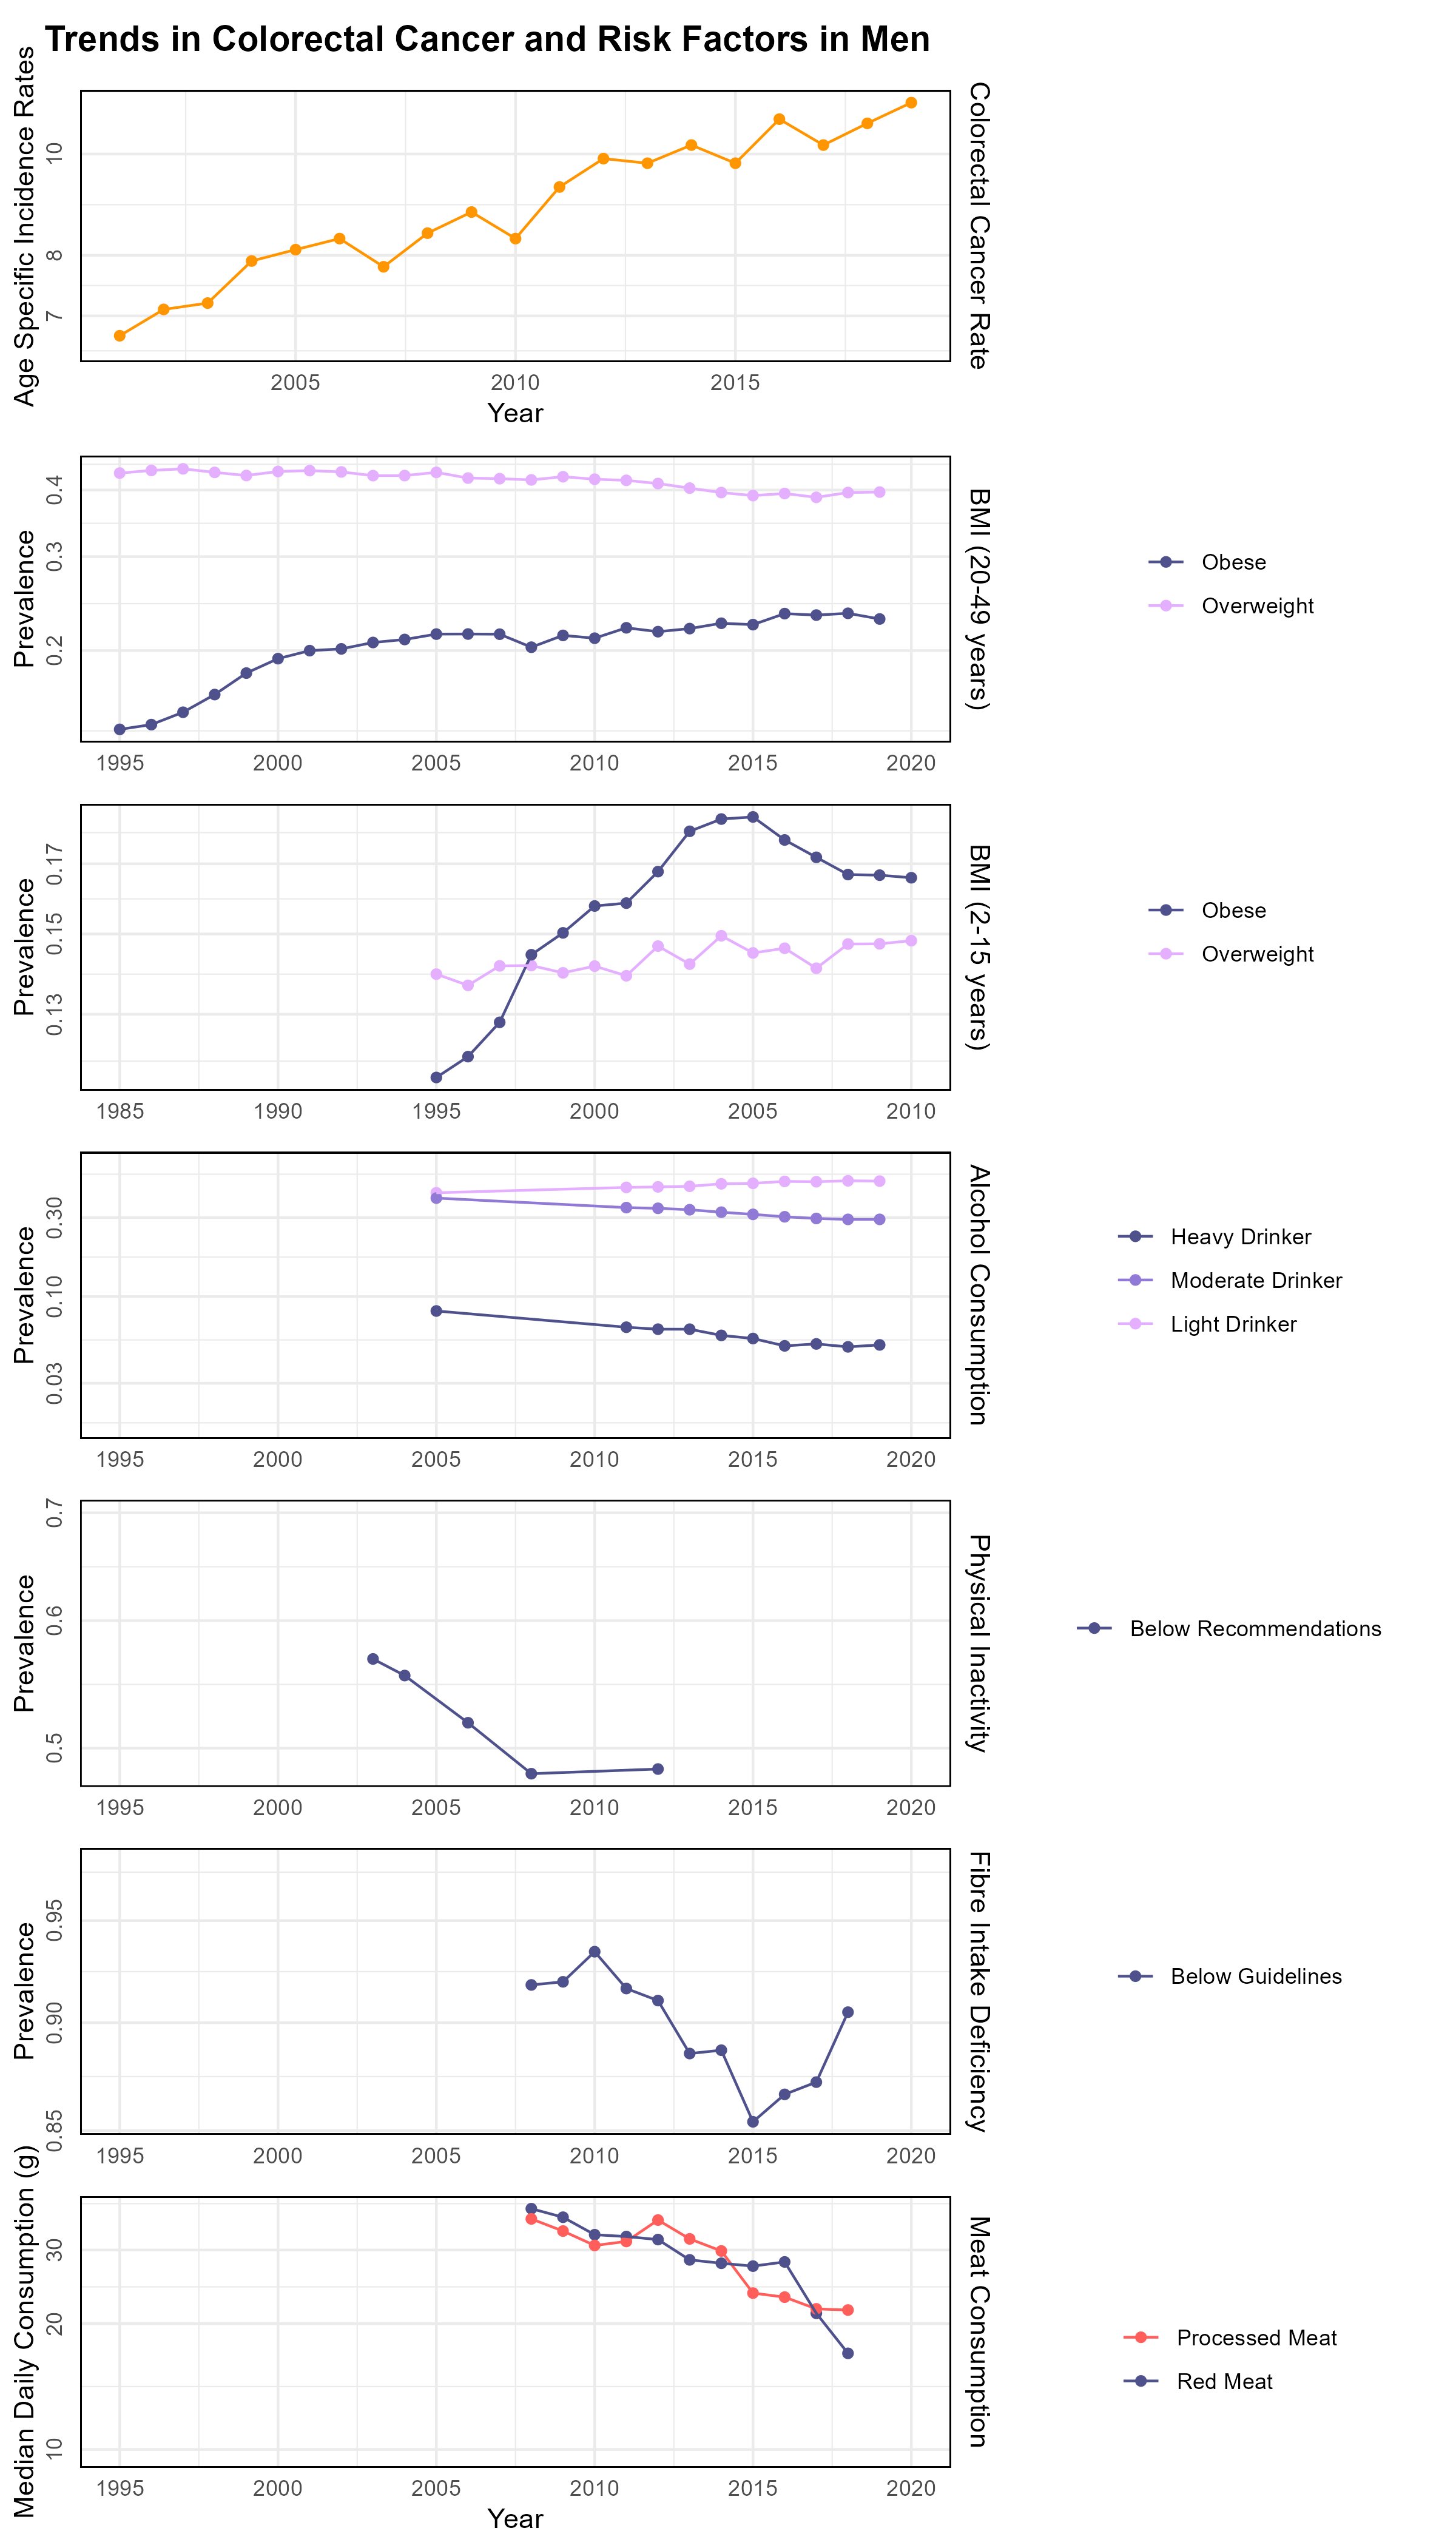 Trends in Colorectal Cancer and Risk Factors in Men
Age Specific Incidence Rates
10
8
7
Colorectal Cancer Rate
2005 2010 2015
Year
Prevalence
0.4
0.3
0.2
BMI (20-49 years)
Obese
Overweight
1995 2000 2005 2010 2015 2020
Prevalence
0.17
0.15
0.13
BMI (2-15 years)
Obese
Overweight
1985 1990 1995 2000 2005 2010
Prevalence
0.30
0.10
0.03
Alcohol Consumption
Heavy Drinker
Moderate Drinker
Light Drinker
1995 2000 2005 2010 2015 2020
Prevalence
0.7
0.6
0.5
Physical Inactivity
Below Recommendations
1995 2000 2005 2010 2015 2020
Prevalence
0.95
0.90
0.85
Fibre Intake Deficiency
Below Guidelines
1995 2000 2005 2010 2015 2020
Median Daily Consumption (g)
30
20
10
Meat Consumption
Processed Meat
Red Meat
1995 2000 2005 2010 2015 2020
Year